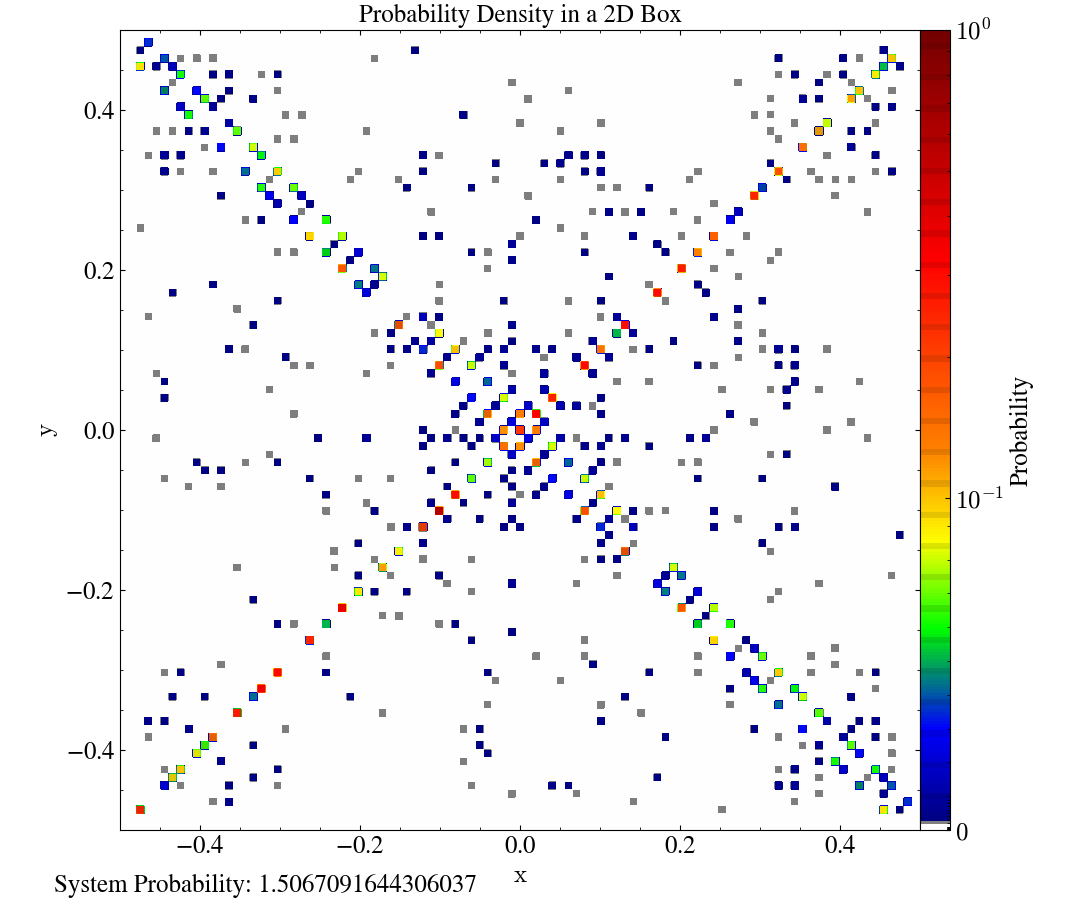 Probability Density in a 2D Box
10^0
0.4
0.2
0.0
−0.2
−0.4
y
10^−1
0
Probability
−0.4 −0.2 0.0 0.2 0.4
x
System Probability: 1.5067091644306037